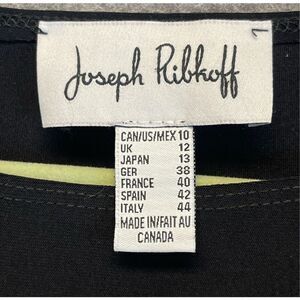 Joseph Ribkoff
CAN/US/MEX 10
UK 12
JAPAN 13
GER 38
FRANCE 40
SPAIN 42
ITALY 44
MADE IN/FAIT AU
CANADA